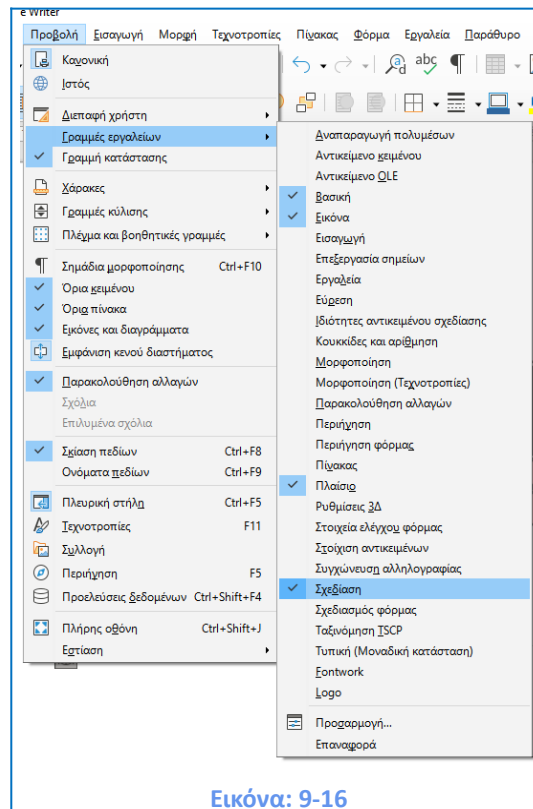 e Writer
Προβολή Εισαγωγή Μορφή Τεχνοτροπίες Πίνακας Φόρμα Εργαλεία Παράθυρο
Κανονική
Ιστός
Διεπαφή χρήστη
Γραμμές εργαλείων
Γραμμή κατάστασης
Χάρακες
Γραμμές κύλισης
Πλέγμα και βοηθητικές γραμμές
Σημάδια μορφοποίησης Ctrl+F10
Όρια κειμένου
Όρια πίνακα
Εικόνες και διαγράμματα
Εμφάνιση κενού διαστήματος
Παρακολούθηση αλλαγών
Σχόλια
Επιλυμένα σχόλια
Σκίαση πεδίων Ctrl+F8
Ονόματα πεδίων Ctrl+F9
Πλευρική στήλη Ctrl+F5
Τεχνοτροπίες F11
Συλλογή
Περιήγηση F5
Προελεύσεις δεδομένων Ctrl+Shift+F4
Πλήρης οθόνη Ctrl+Shift+J
Εστίαση
Αναπαραγωγή πολυμέσων
Αντικείμενο κειμένου
Αντικείμενο OLE
Βασική
Εικόνα
Εισαγωγή
Επεξεργασία σημείων
Εργαλεία
Εύρεση
Ιδιότητες αντικειμένου σχεδίασης
Κουκκίδες και αρίθμηση
Μορφοποίηση
Μορφοποίηση (Τεχνοτροπίες)
Παρακολούθηση αλλαγών
Περιήγηση
Περιήγηση φόρμας
Πίνακας
Πλαίσιο
Ρυθμίσεις 3Δ
Στοιχεία ελέγχου φόρμας
Στοίχιση αντικειμένων
Συγχώνευση αλληλογραφίας
Σχεδίαση
Σχεδιασμός φόρμας
Ταξινόμηση TSCP
Τυπική (Μοναδική κατάσταση)
Fontwork
Logo
Προσαρμογή...
Επαναφορά
Εικόνα: 9-16